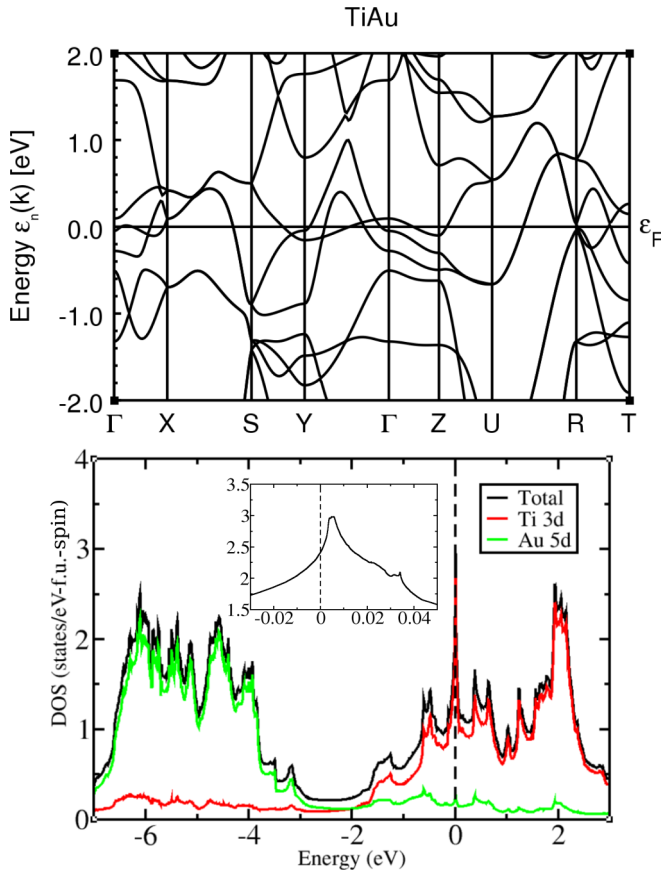 TiAu
2.0
1.0
0.0
-1.0
-2.0
Energy εn(k) [eV]
εF
Γ X S Y Γ Z U R T
4
3
2
1
0
DOS (states/eV-f.u.-spin)
3.5
3
2.5
2
1.5
-0.02 0 0.02 0.04
Total
Ti 3d
Au 5d
-6 -4 -2 0 2
Energy (eV)